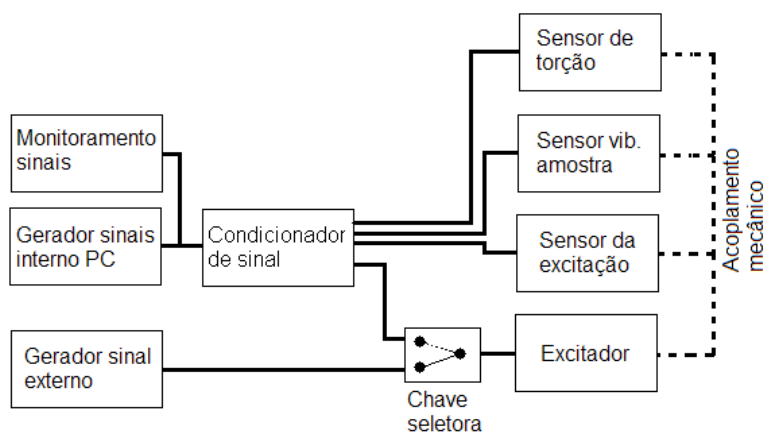 Sensor de
torção
Monitoramento
sinais
Sensor vib.
amostra
Gerador sinais
interno PC
Condicionador
de sinal
Sensor da
excitação
Acoplamento
mecânico
Gerador sinal
externo
Chave
seletora
Excitador